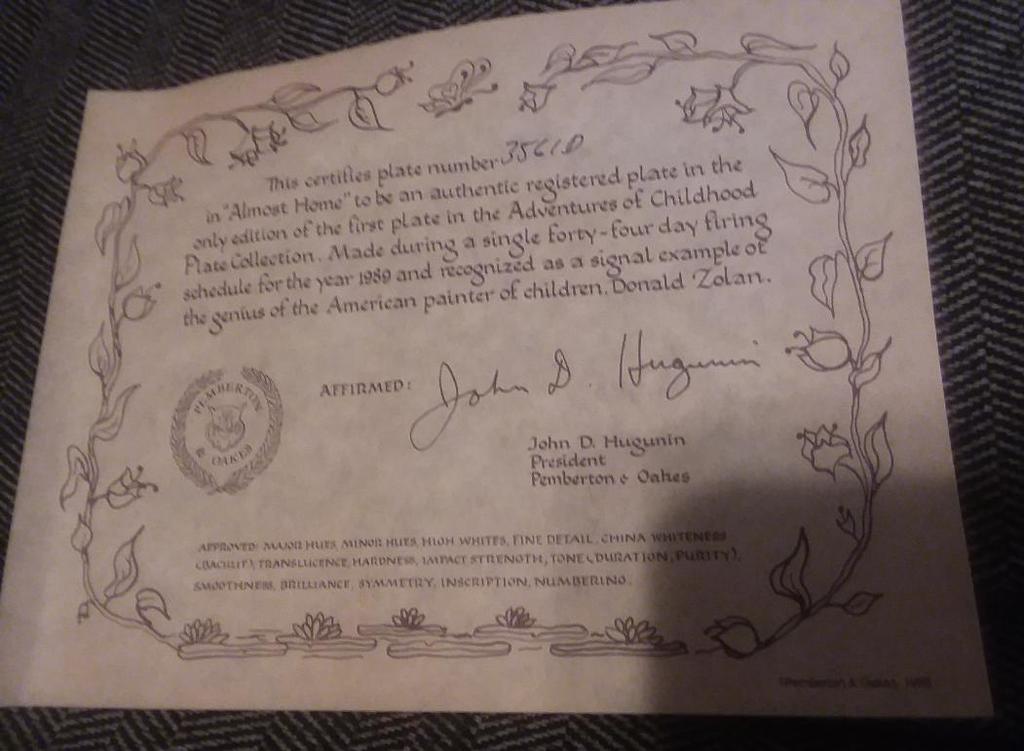 This certifies plate number 3561D
in "Almost Home" to be an authentic registered plate in the
only edition of the first plate in the Adventures of Childhood
Plate Collection. Made during a single forty-four day firing
schedule for the year 1989 and recognized as a signal example of
the genius of the American painter of children, Donald Zolan.
AFFIRMED: John D. Hugunin
PEMBERTON
& OAKES
John D. Hugunin
President
Pemberton & Oakes
APPROVED: MAJOR HUES, MINOR HUES, HIGH WHITES, FINE DETAIL, CHINA WHITENESS
(BACKLIT), TRANSLUCENCE, HARDNESS, IMPACT STRENGTH, TONE (DURATION, PURITY),
SMOOTHNESS, BRILLIANCE, SYMMETRY, INSCRIPTION, NUMBERING.
Pemberton & Oakes